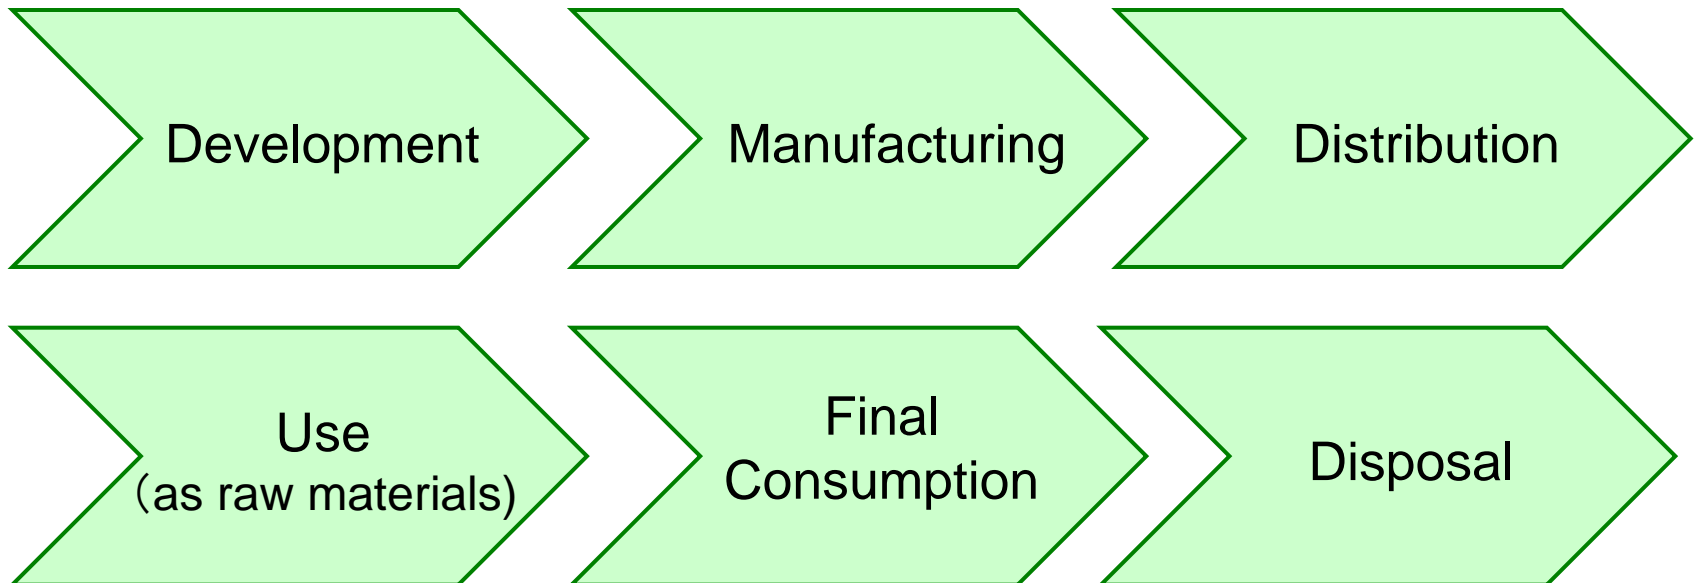 Development
Manufacturing
Distribution
Use
（as raw materials)
Final
Consumption
Disposal